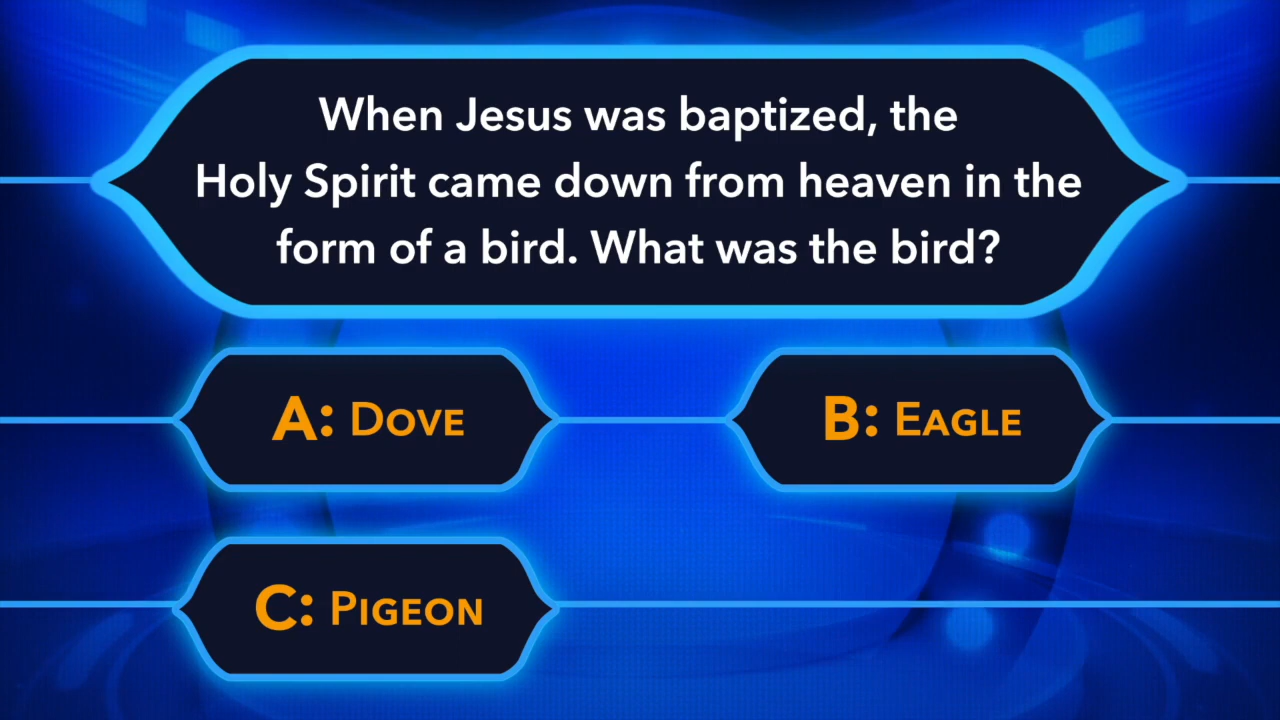 When Jesus was baptized, the
Holy Spirit came down from heaven in the
form of a bird. What was the bird?
A: Dove
B: Eagle
C: Pigeon